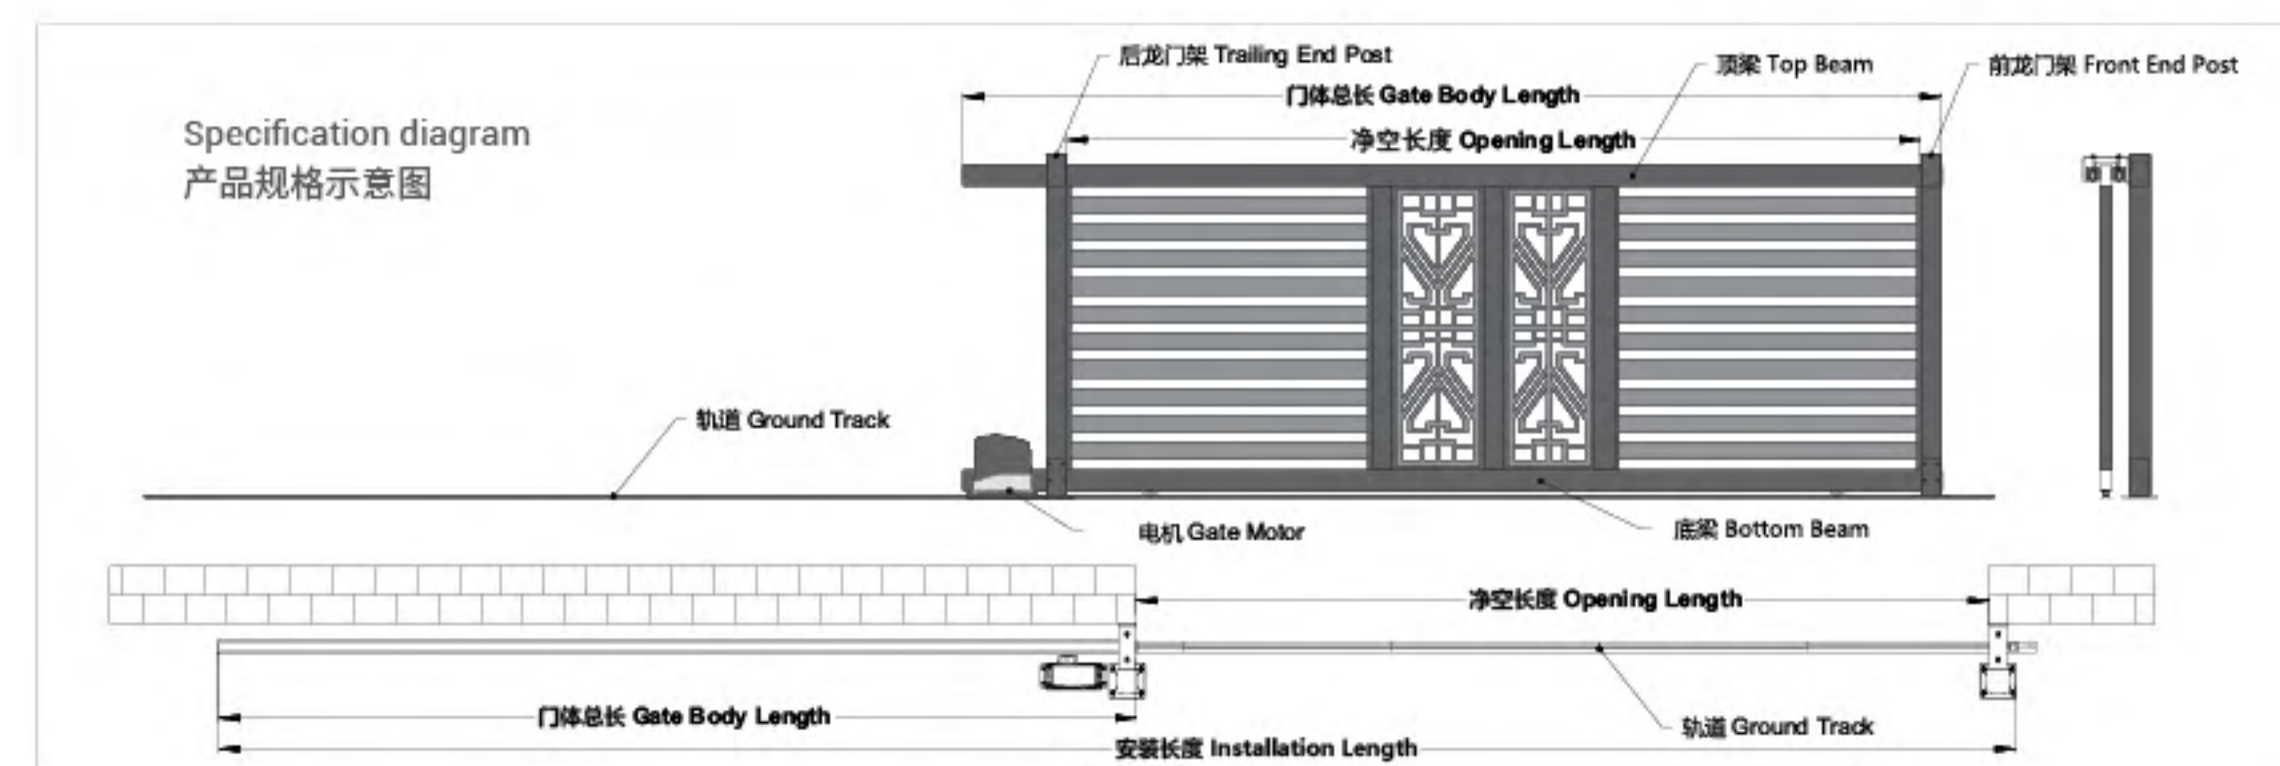 后龙门架 Trailing End Post
顶梁 Top Beam
前龙门架 Front End Post
门体总长 Gate Body Length
Specification diagram
净空长度 Opening Length
产品规格示意图
轨道 Ground Track
电机 Gate Motor
底梁 Bottom Beam
净空长度 Opening Length
门体总长 Gate Body Length
轨道 Ground Track
安装长度 Installation Length